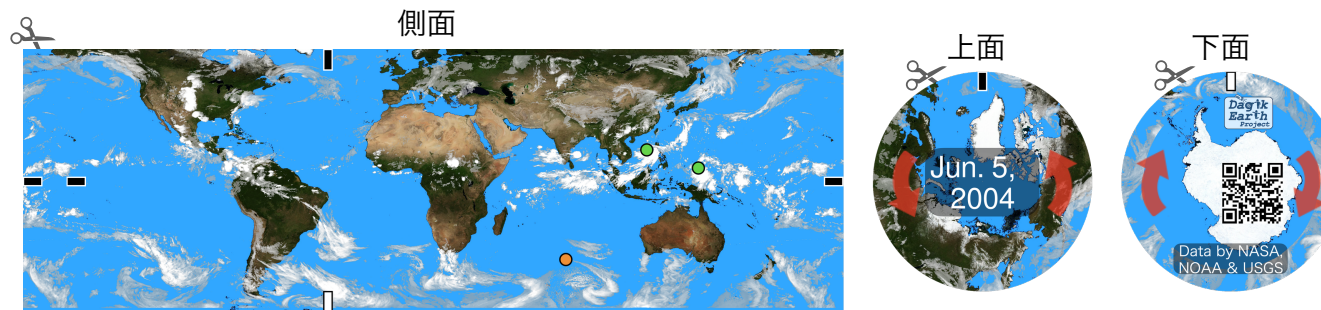 側面
上面
下面
Jun. 5,
2004
Dagik
Earth
Project
Data by NASA,
NOAA & USGS